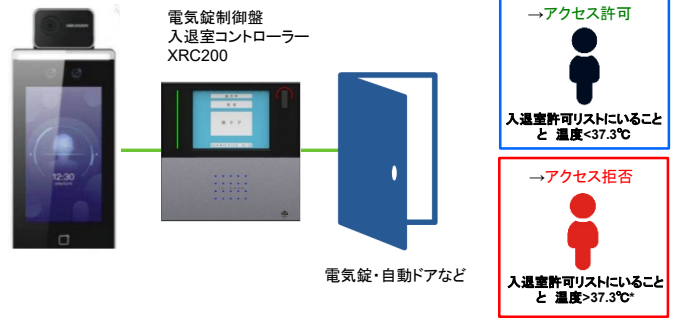 HIKVISION
電気錠制御盤
入退室コントローラー
XRC200
12:30
電気錠・自動ドアなど
→アクセス許可
入退室許可リストにいること
と 温度<37.3℃
→アクセス拒否
入退室許可リストにいること
と 温度>37.3℃*